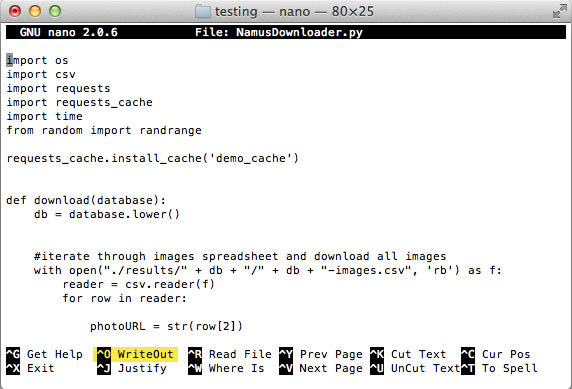 testing — nano — 80×25
GNU nano 2.0.6 File: NamusDownloader.py
import os
import csv
import requests
import requests_cache
import time
from random import randrange
requests_cache.install_cache('demo_cache')
def download(database):
db = database.lower()
#iterate through images spreadsheet and download all images
with open("./results/" + db + "/" + db + "-images.csv", 'rb') as f:
reader = csv.reader(f)
for row in reader:
photoURL = str(row[2])
^G Get Help ^O WriteOut ^R Read File ^Y Prev Page ^K Cut Text ^C Cur Pos
^X Exit ^J Justify ^W Where Is ^V Next Page ^U UnCut Text ^T To Spell